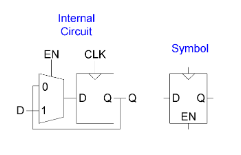 Internal
Circuit
Symbol
EN CLK
0
D 1 D Q Q
D Q
EN